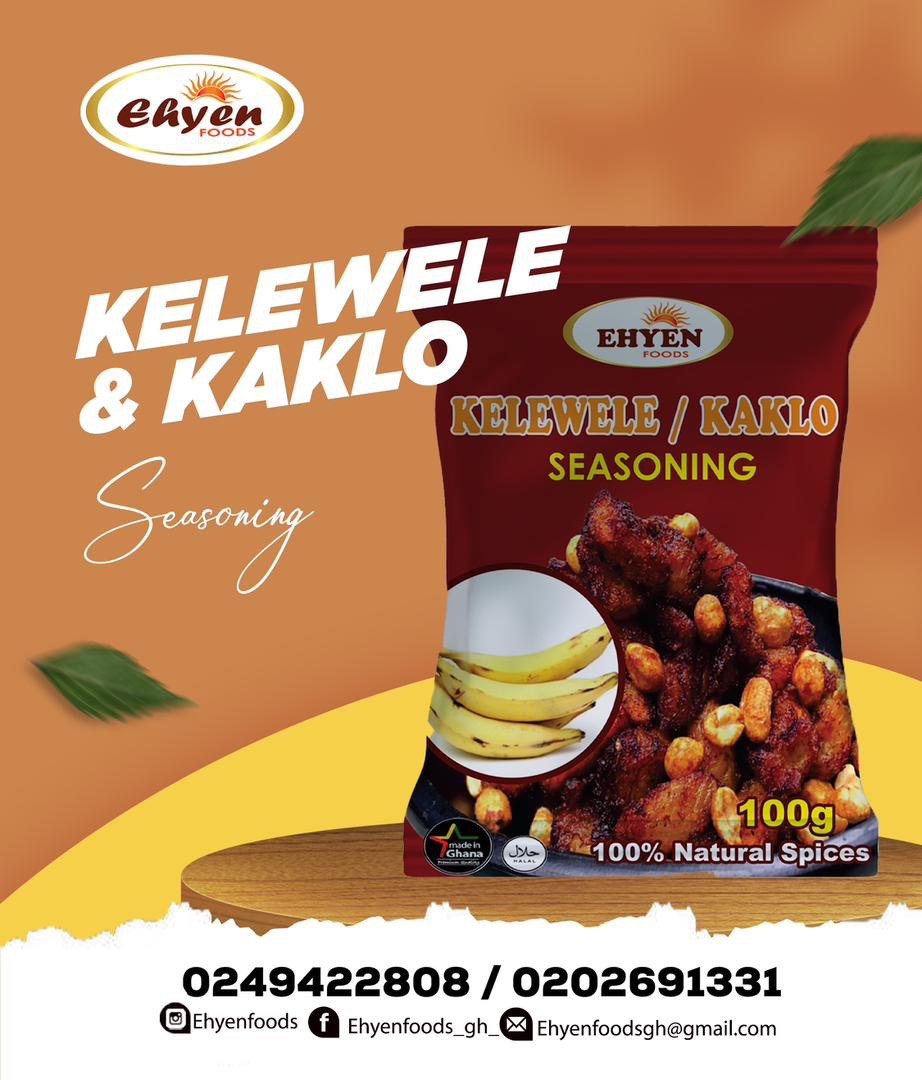 Ehyen
FOODS
KELEWELE
& KAKLO
Seasoning
EHYEN
FOODS
KELEWELE / KAKLO
SEASONING
100g
100% Natural Spices
made in
Ghana
حلال
HALAL
0249422808 / 0202691331
Ehyenfoods Ehyenfoods_gh_ Ehyenfoodsgh@gmail.com